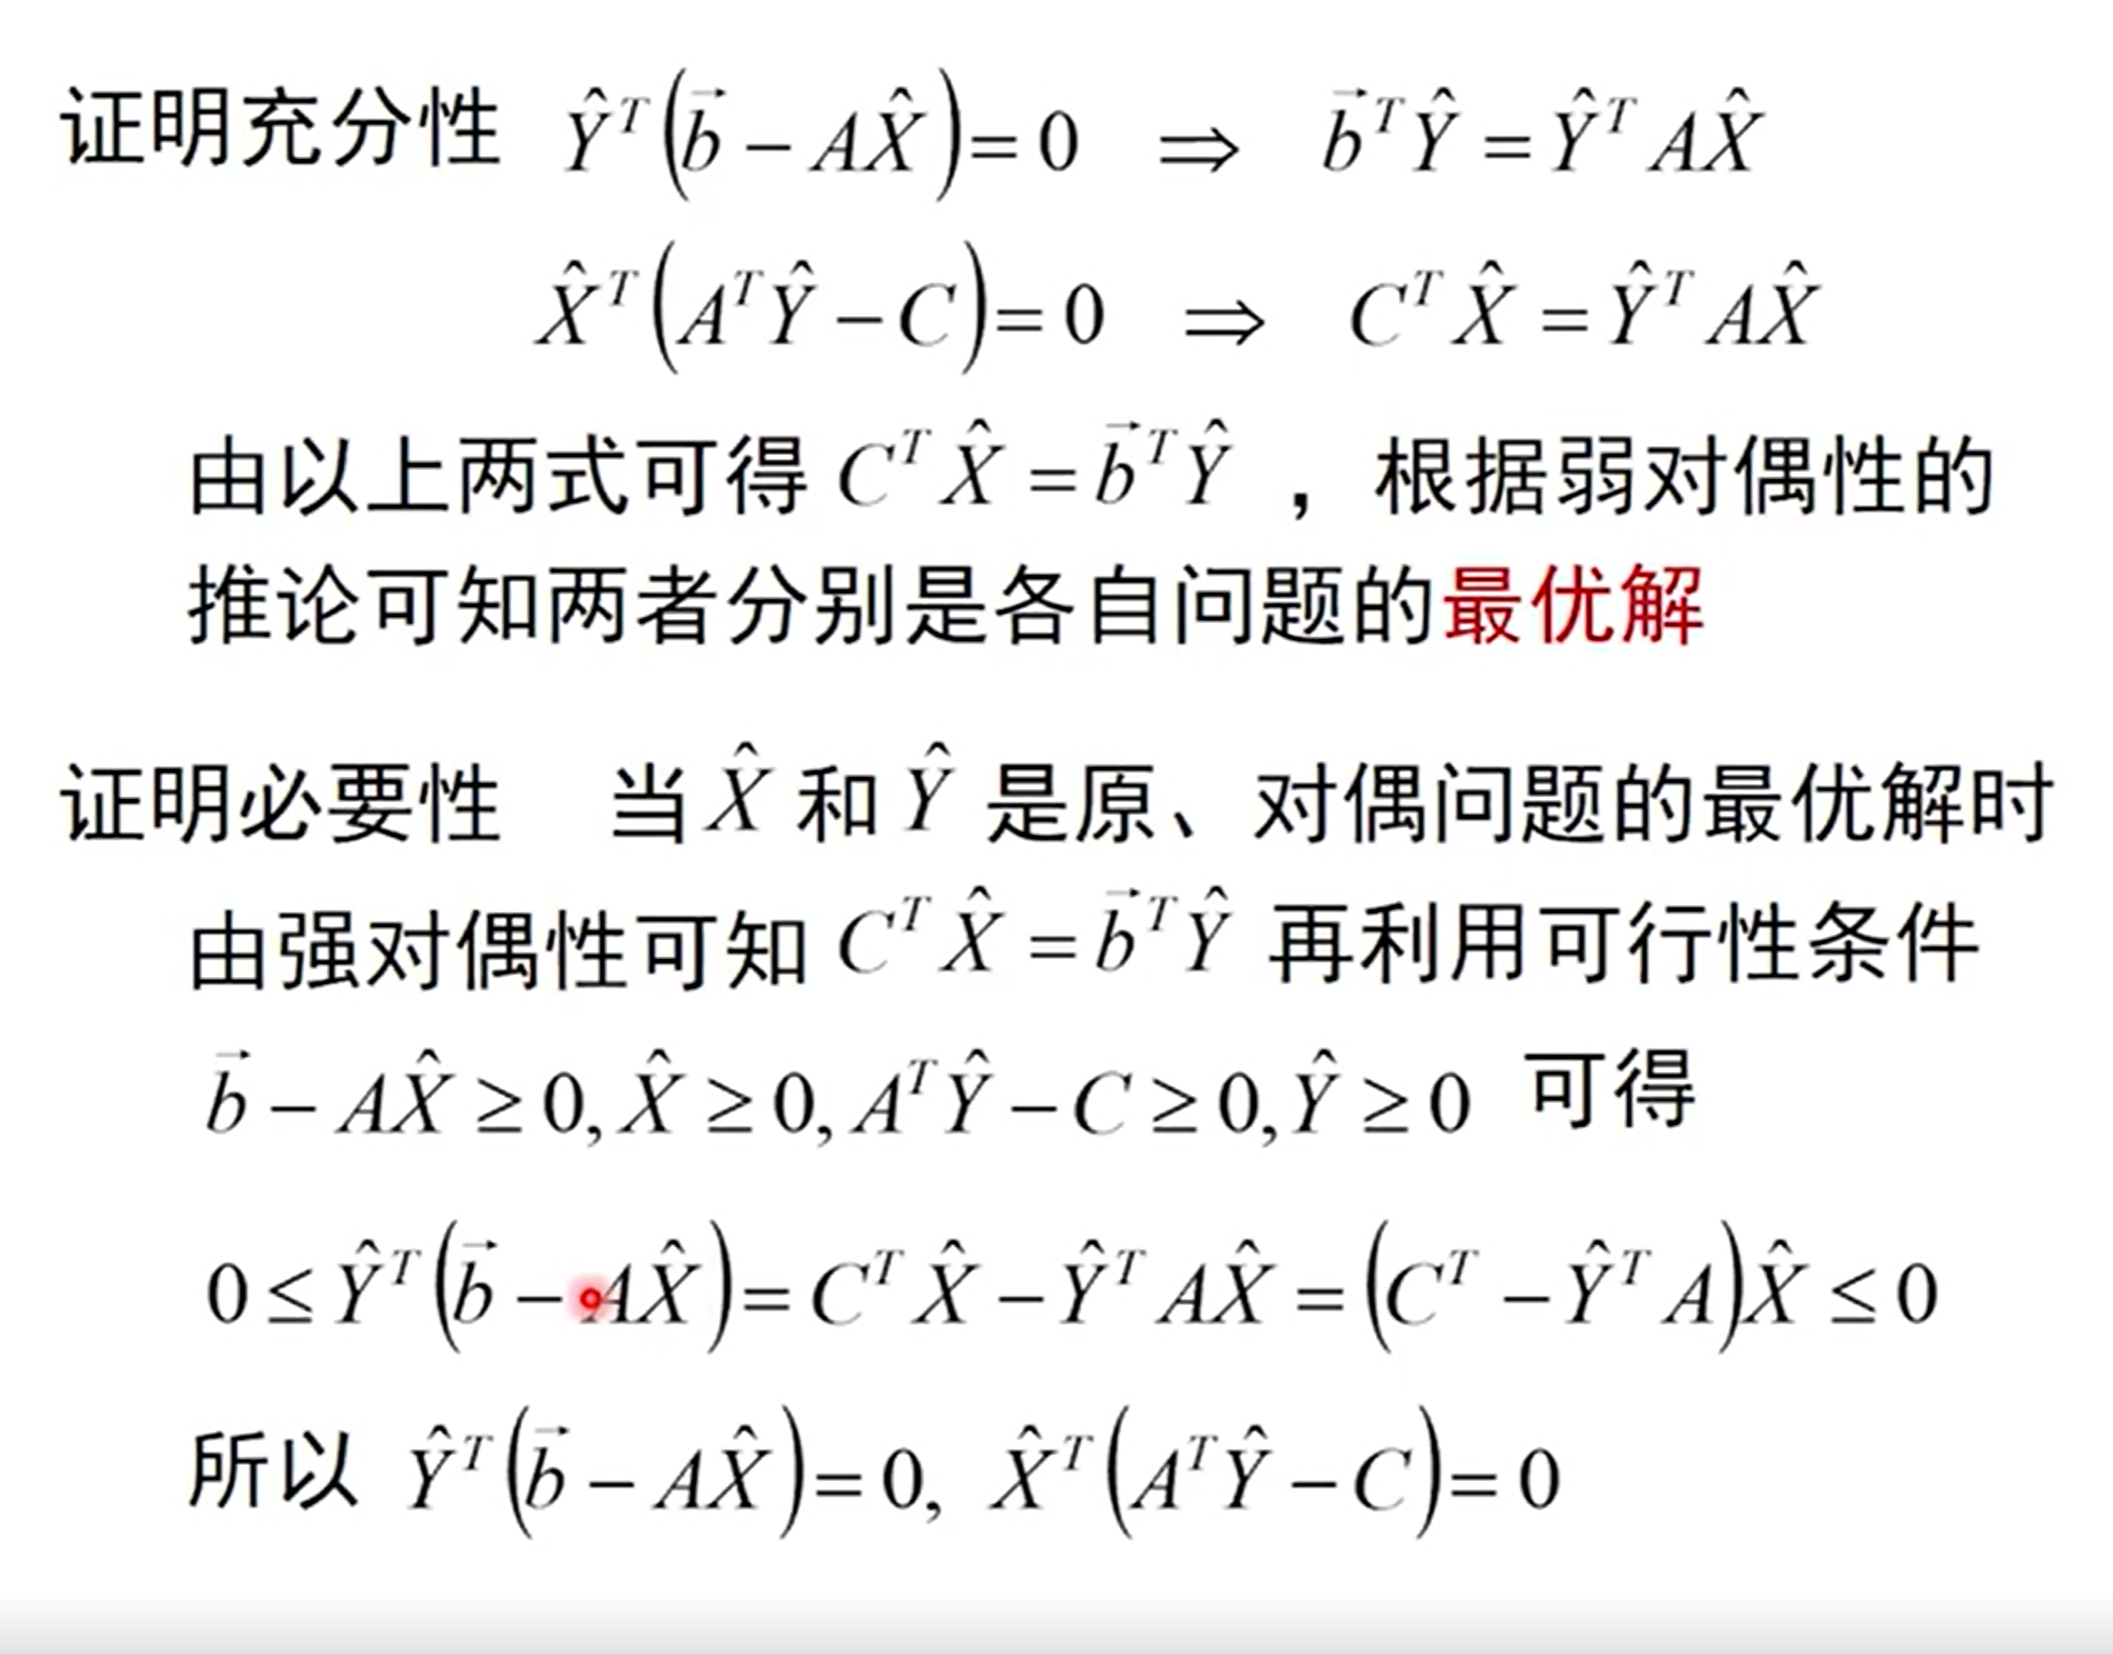 证明充分性 $\hat{Y}^T(\vec{b} - A\hat{X}) = 0 \Rightarrow \vec{b}^T\hat{Y} = \hat{Y}^T A\hat{X}$
$\hat{X}^T(A^T\hat{Y} - C) = 0 \Rightarrow C^T\hat{X} = \hat{Y}^T A\hat{X}$
由以上两式可得 $C^T\hat{X} = \vec{b}^T\hat{Y}$ ，根据弱对偶性的
推论可知两者分别是各自问题的最优解
证明必要性 当 $\hat{X}$ 和 $\hat{Y}$ 是原、对偶问题的最优解时
由强对偶性可知 $C^T\hat{X} = \vec{b}^T\hat{Y}$ 再利用可行性条件
$\vec{b} - A\hat{X} \geq 0, \hat{X} \geq 0, A^T\hat{Y} - C \geq 0, \hat{Y} \geq 0$ 可得
$0 \leq \hat{Y}^T(\vec{b} - A\hat{X}) = C^T\hat{X} - \hat{Y}^T A\hat{X} = (C^T - \hat{Y}^T A)\hat{X} \leq 0$
所以 $\hat{Y}^T(\vec{b} - A\hat{X}) = 0, \hat{X}^T(A^T\hat{Y} - C) = 0$